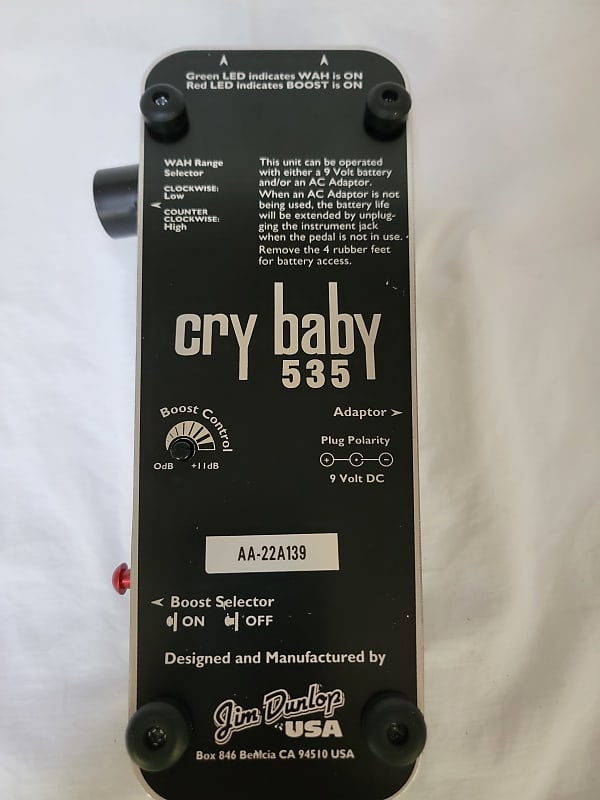 Green LED indicates WAH is ON
Red LED indicates BOOST is ON
WAH Range
Selector
CLOCKWISE:
Low
COUNTER
CLOCKWISE:
High
This unit can be operated
with either a 9 Volt battery
and/or an AC Adaptor.
When an AC Adaptor is not
being used, the battery life
will be extended by unplug-
ging the instrument jack
when the pedal is not in use.
Remove the 4 rubber feet
for battery access.
cry baby
535
Boost Control
0dB +11dB
Adaptor
Plug Polarity
+ -
9 Volt DC
AA-22A139
Boost Selector
ON OFF
Designed and Manufactured by
Jim Dunlop
USA
Box 846 Benicia CA 94510 USA